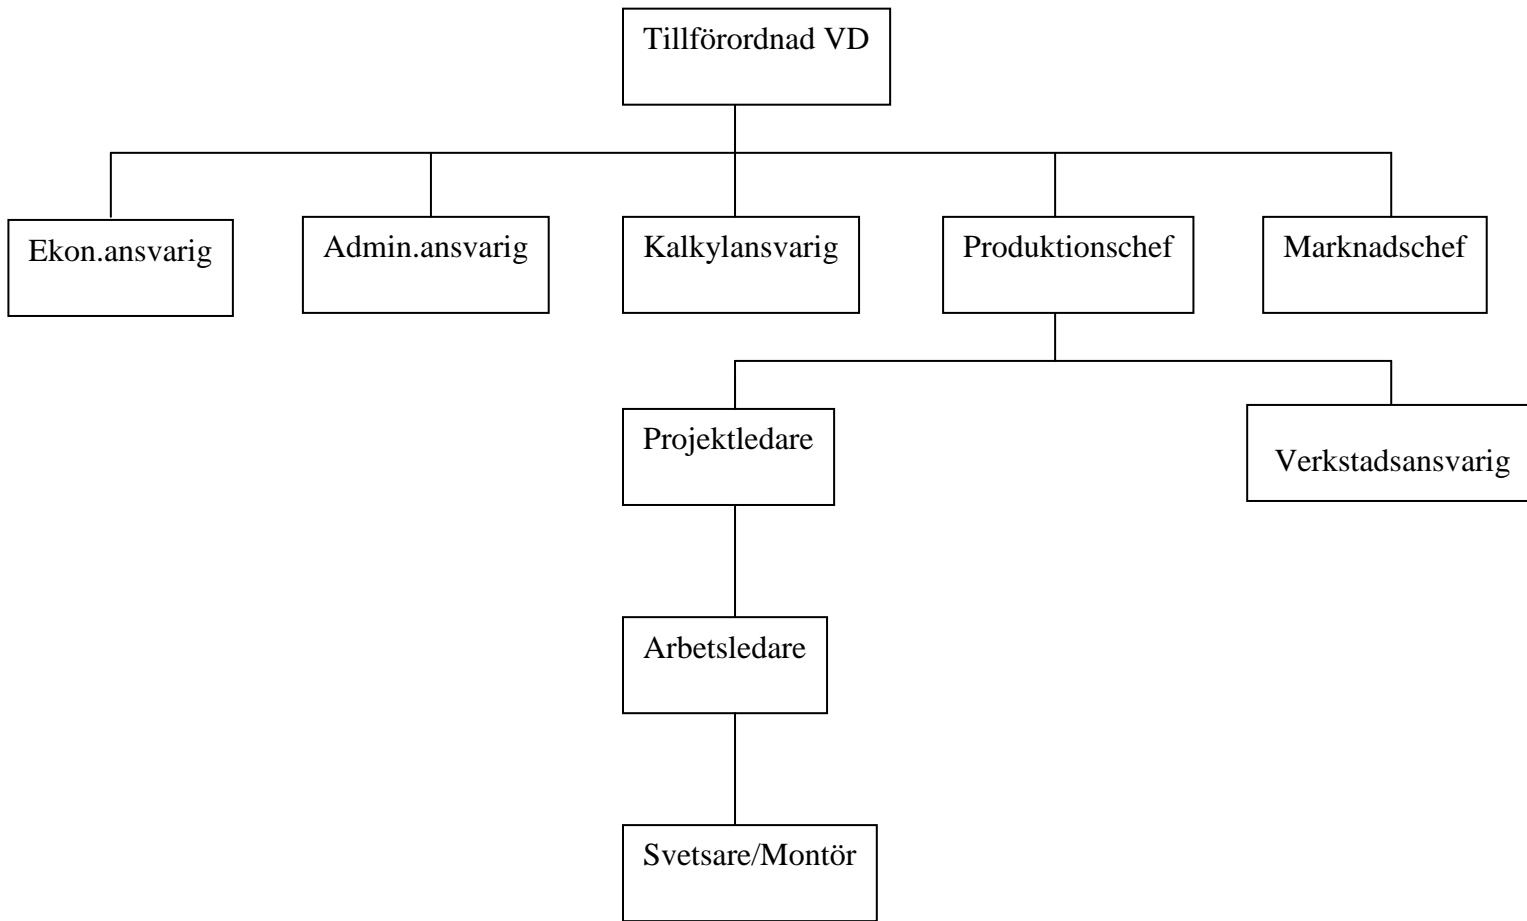 Tillförordnad VD
Ekon.ansvarig
Admin.ansvarig
Kalkylansvarig
Produktionschef
Marknadschef
Projektledare
Verkstadsansvarig
Arbetsledare
Svetsare/Montör